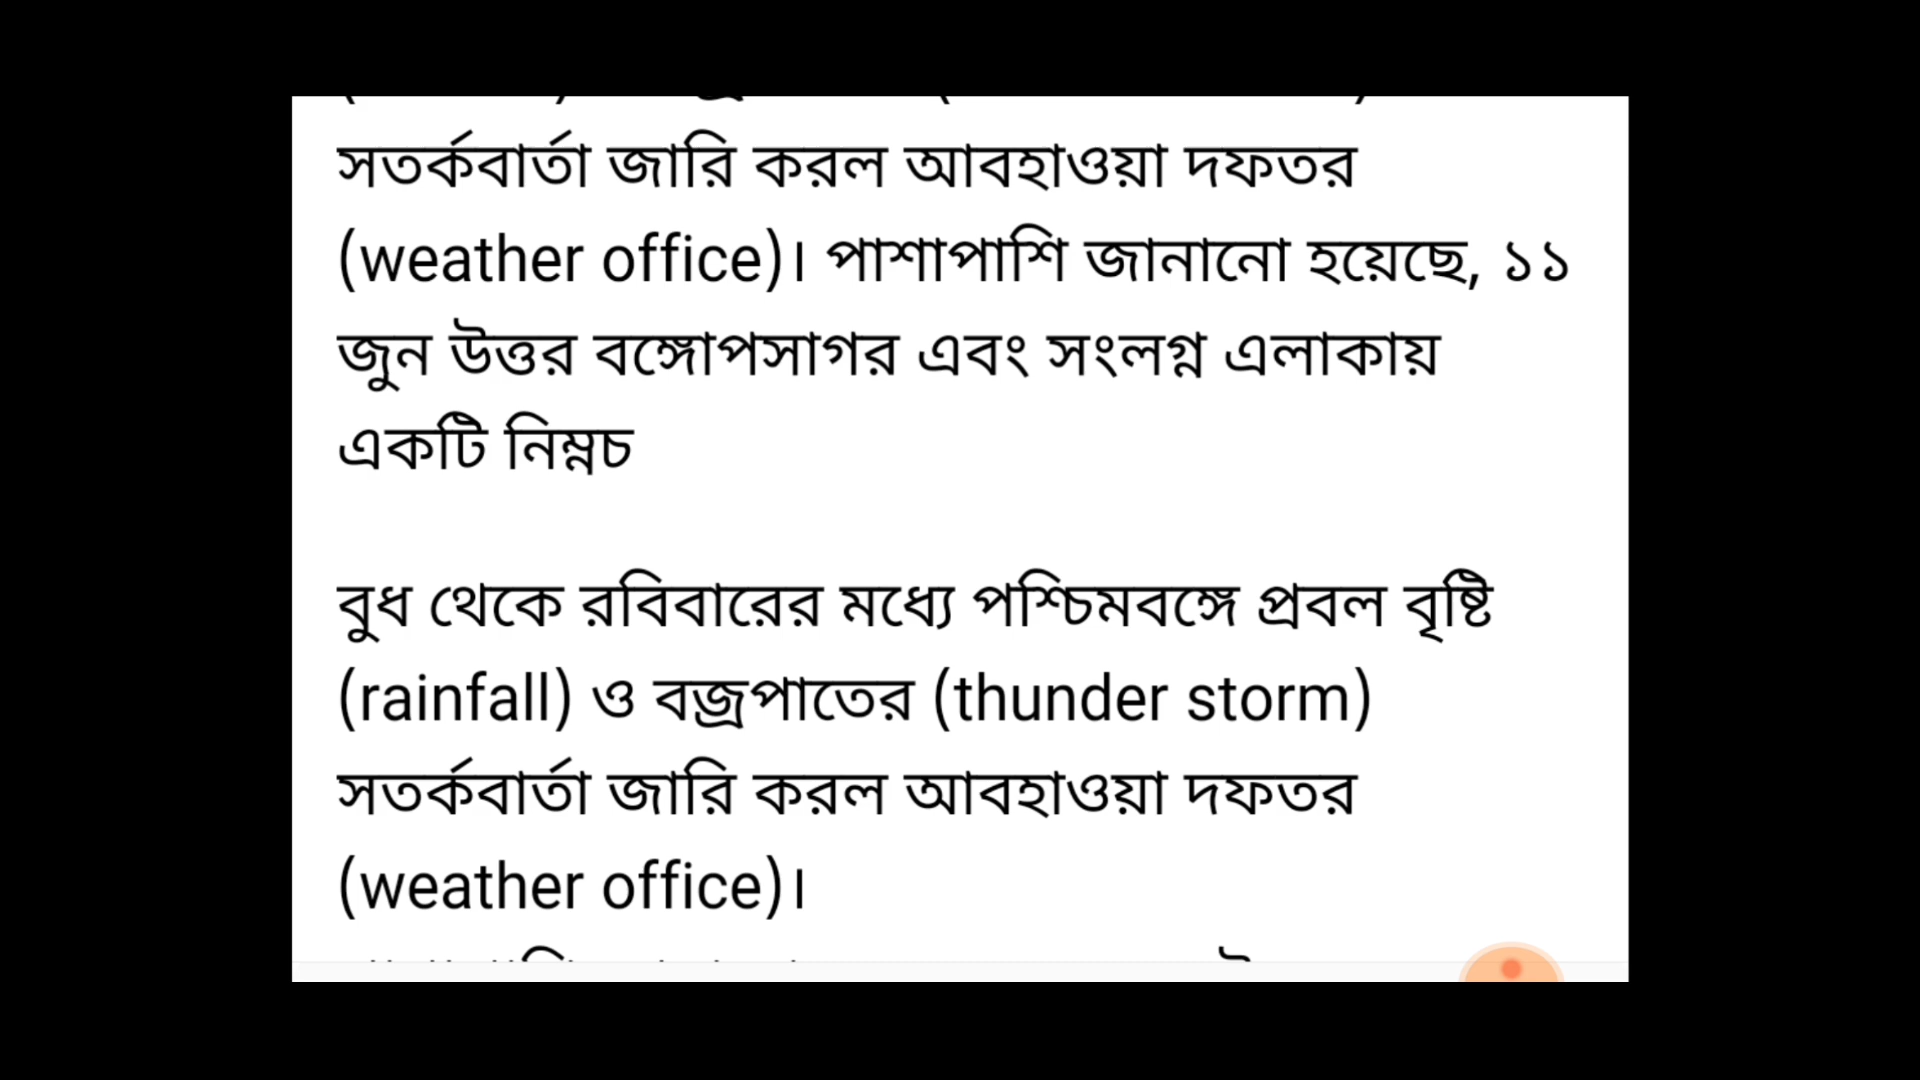 সতর্কবার্তা জারি করল আবহাওয়া দফতর
(weather office)। পাশাপাশি জানানো হয়েছে, ১১
জুন উত্তর বঙ্গোপসাগর এবং সংলগ্ন এলাকায়
একটি নিম্নচ
বুধ থেকে রবিবারের মধ্যে পশ্চিমবঙ্গে প্রবল বৃষ্টি
(rainfall) ও বজ্রপাতের (thunder storm)
সতর্কবার্তা জারি করল আবহাওয়া দফতর
(weather office)।